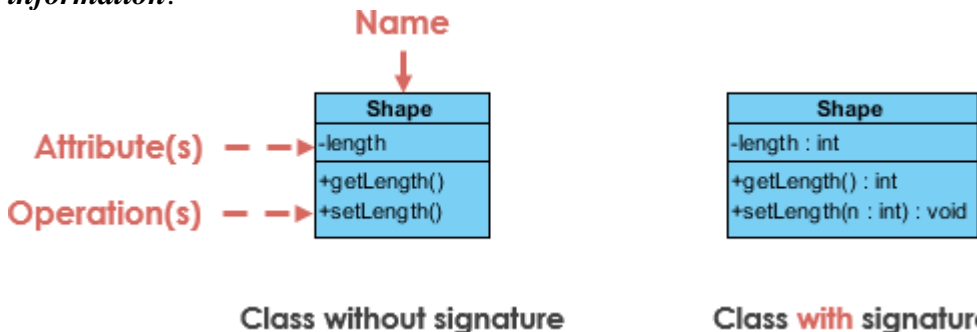 information.
Name
Shape
Attribute(s)
-length
+getLength()
Operation(s)
+setLength()
Class without signature
Shape
-length : int
+getLength() : int
+setLength(n : int) : void
Class with signature